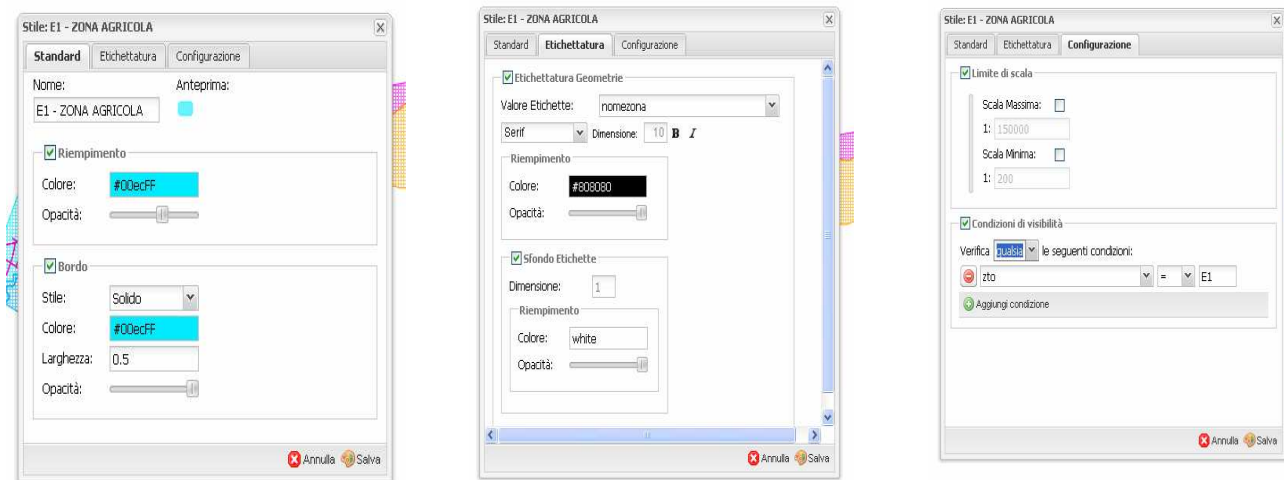 Stile: E1 - ZONA AGRICOLA
Standard Etichettatura Configurazione
Nome: Anteprima:
E1 - ZONA AGRICOLA
Riempimento
Colore: #00ecFF
Opacità:
Bordo
Stile: Solido
Colore: #00ecFF
Larghezza: 0.5
Opacità:
Annulla Salva
Stile: E1 - ZONA AGRICOLA
Standard Etichettatura Configurazione
Etichettatura Geometrie
Valore Etichette: nomezona
Serif Dimensione: 10 B I
Riempimento
Colore: #808080
Opacità:
Sfondo Etichette
Dimensione: 1
Riempimento
Colore: white
Opacità:
Annulla Salva
Stile: E1 - ZONA AGRICOLA
Standard Etichettatura Configurazione
Limite di scala
Scala Massima:
1: 150000
Scala Minima:
1: 200
Condizioni di visibilità
Verifica qualsia le seguenti condizioni:
zto = E1
Aggiungi condizione
Annulla Salva